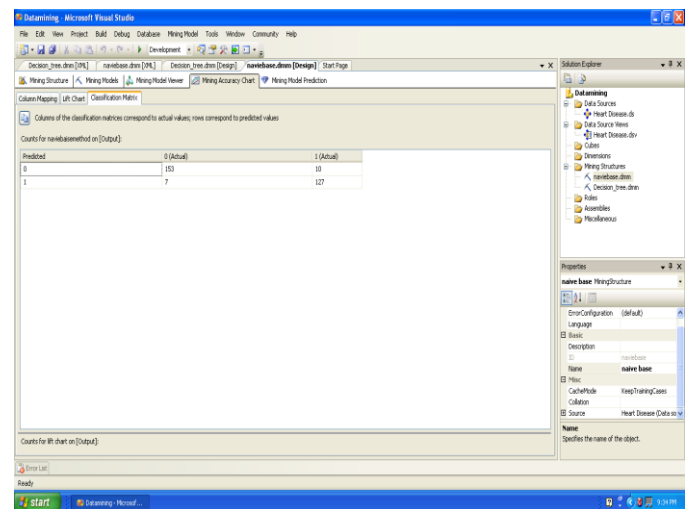 Datamining - Microsoft Visual Studio
File Edit View Project Build Debug Database Mining Model Tools Window Community Help
Development
Decision_tree.dmm [XML] naviebase.dmm [XML] Decision_tree.dmm [Design] naviebase.dmm [Design] Start Page
Mining Structure Mining Models Mining Model Viewer Mining Accuracy Chart Mining Model Prediction
Column Mapping Lift Chart Classification Matrix
Columns of the classification matrices correspond to actual values; rows correspond to predicted values
Counts for naviebaisemethod on [Output]:
Predicted 0 (Actual) 1 (Actual)
0 153 10
1 7 127
Counts for lift chart on [Output]:
Solution Explorer
Datamining
Data Sources
Heart Disease.ds
Data Source Views
Heart Disease.dsv
Cubes
Dimensions
Mining Structures
naviebase.dmm
Decision_tree.dmm
Roles
Assemblies
Miscellaneous
Properties
naive base MiningStructure
ErrorConfiguration (default)
Language
Basic
Description
ID naviebase
Name naive base
Misc
CacheMode KeepTrainingCases
Collation
Source Heart Disease (Data so
Name
Specifies the name of the object.
Error List
Ready
start Datamining - Microsof... 9:34 PM